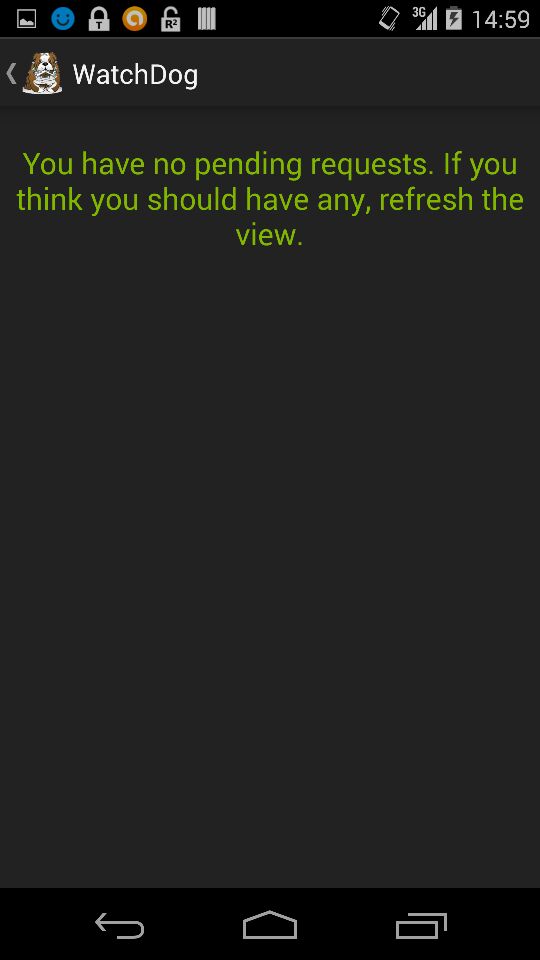 T
R2
3G
14:59
WatchDog
You have no pending requests. If you
think you should have any, refresh the
view.